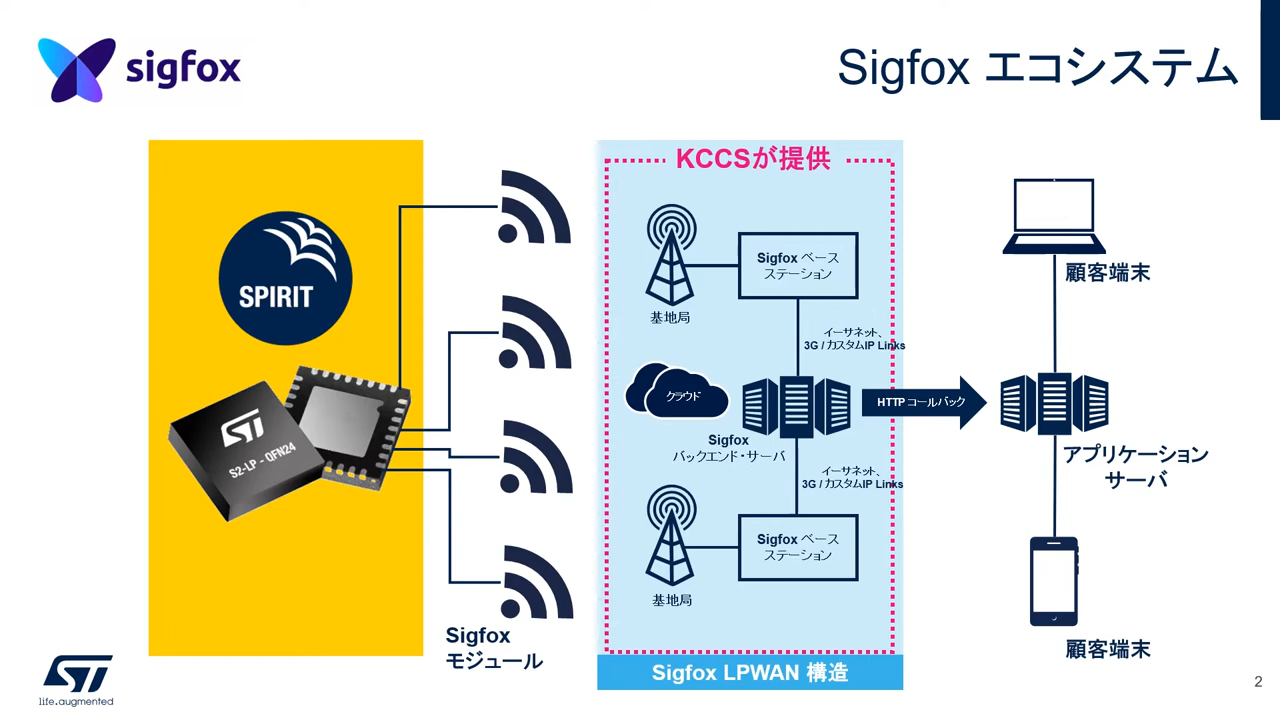 sigfox
Sigfox エコシステム
SPIRIT
ST
S2-LP - QFN24
Sigfox
モジュール
KCCSが提供
基地局
Sigfox ベース
ステーション
イーサネット、
3G / カスタムIP Links
クラウド
Sigfox
バックエンド・サーバ
HTTP コールバック
イーサネット、
3G / カスタムIP Links
基地局
Sigfox ベース
ステーション
Sigfox LPWAN 構造
顧客端末
アプリケーション
サーバ
顧客端末
ST
life.augmented
2